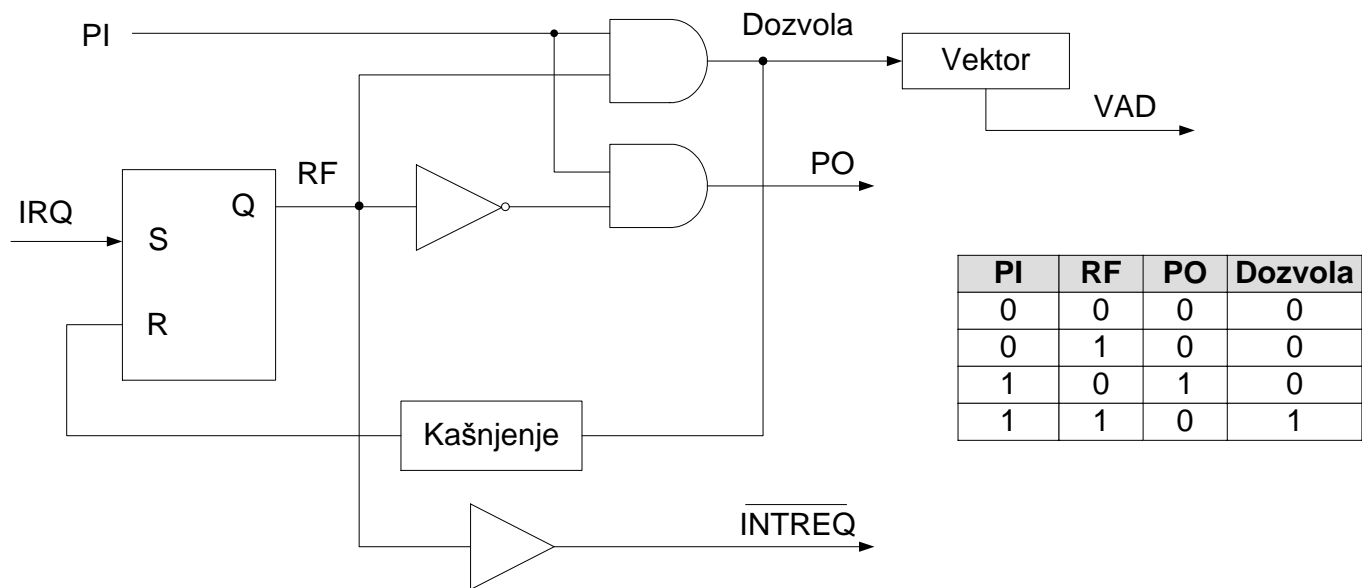 PI
Dozvola
Vektor
VAD
RF
PO
IRQ
Q
S
R
Kašnjenje
INTREQ
PI RF PO Dozvola
0 0 0 0
0 1 0 0
1 0 1 0
1 1 0 1